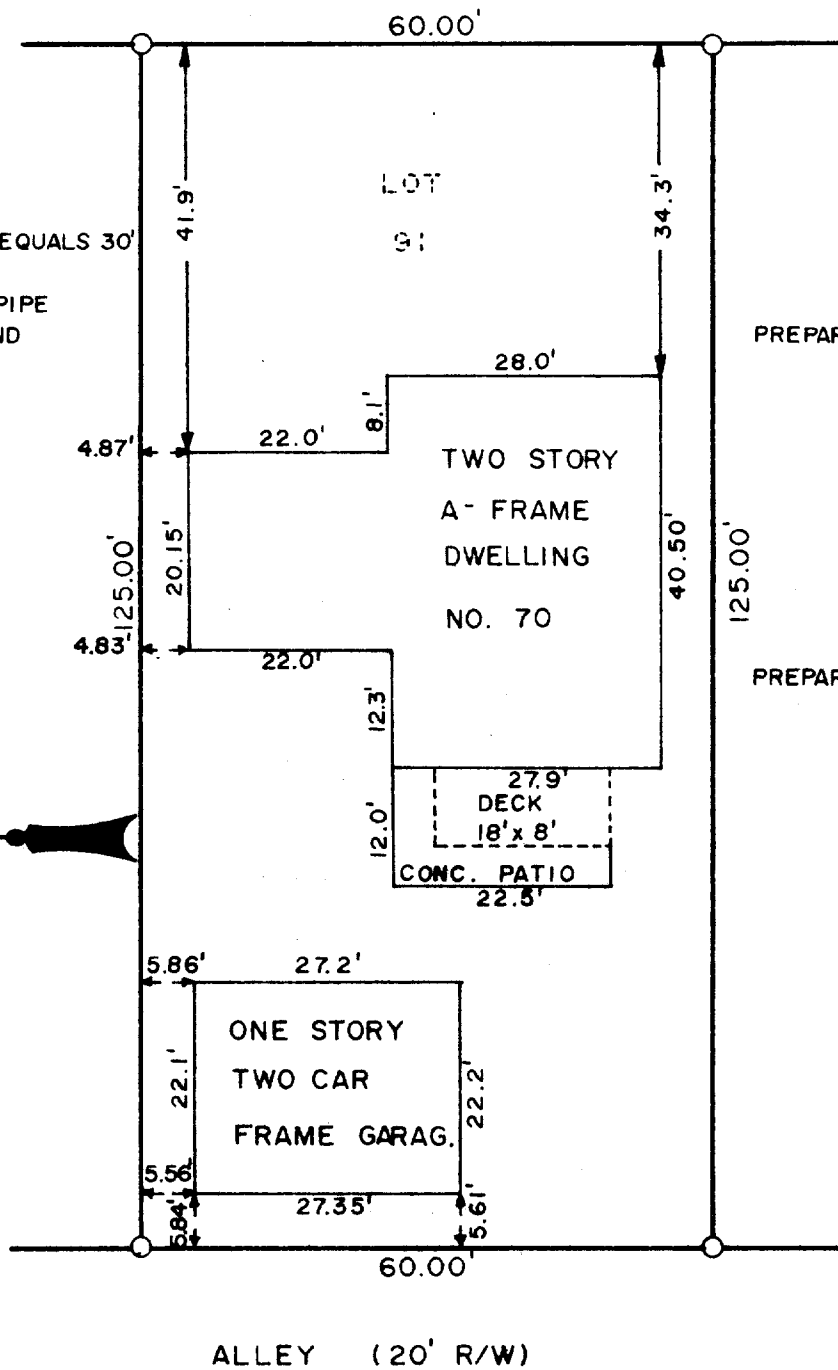 60.00'
41.9'
34.3'
LOT
91
EQUALS 30'
PIPE
ND
PREPAR
28.0'
8.1'
22.0'
4.87'
TWO STORY
A- FRAME
DWELLING
NO. 70
20.15'
125.00'
40.50'
125.00'
4.83'
22.0'
12.3'
PREPAR
27.9'
DECK
18' x 8'
12.0'
CONC. PATIO
22.5'
5.86'
27.2'
ONE STORY
TWO CAR
FRAME GARAG.
22.1'
22.2'
5.56'
27.35'
5.84'
5.61'
60.00'
ALLEY (20' R/W)